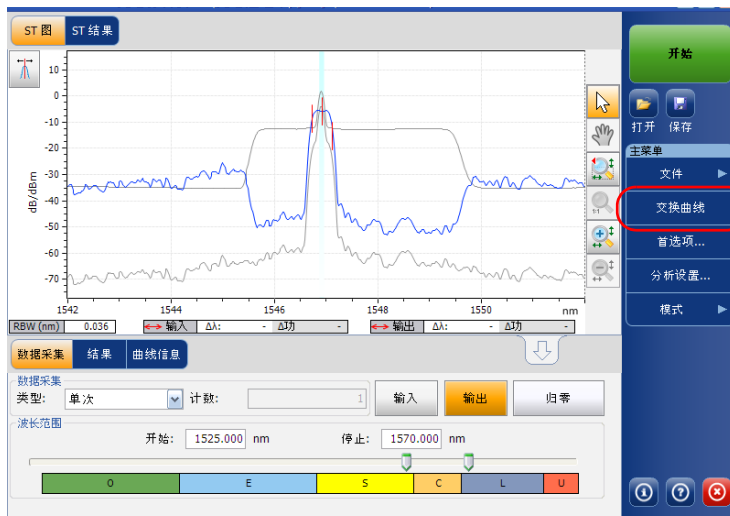 ST 图 ST 结果
10
0
-10
-20
-30
-40
-50
-60
-70
dB/dBm
1542 1544 1546 1548 1550 nm
RBW (nm) 0.036 输入 Δλ: - Δ功 - 输出 Δλ: - Δ功 -
数据采集 结果 曲线信息
数据采集
类型: 单次 计数: 1 输入 输出 归零
波长范围
开始: 1525.000 nm 停止: 1570.000 nm
O E S C L U
开始
打开 保存
主菜单
文件
交换曲线
首选项...
分析设置...
模式
1:1